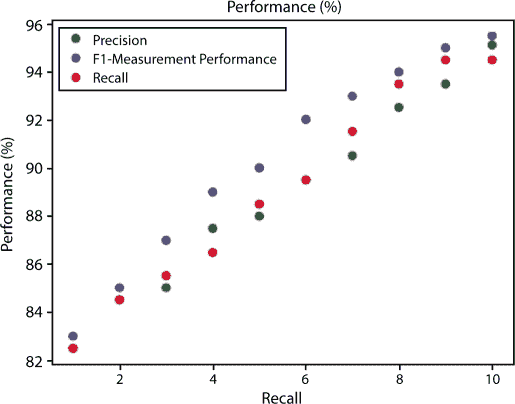 Performance (%)
Precision
F1-Measurement Performance
Recall
Performance (%)
96
94
92
90
88
86
84
82
2
4
6
8
10
Recall